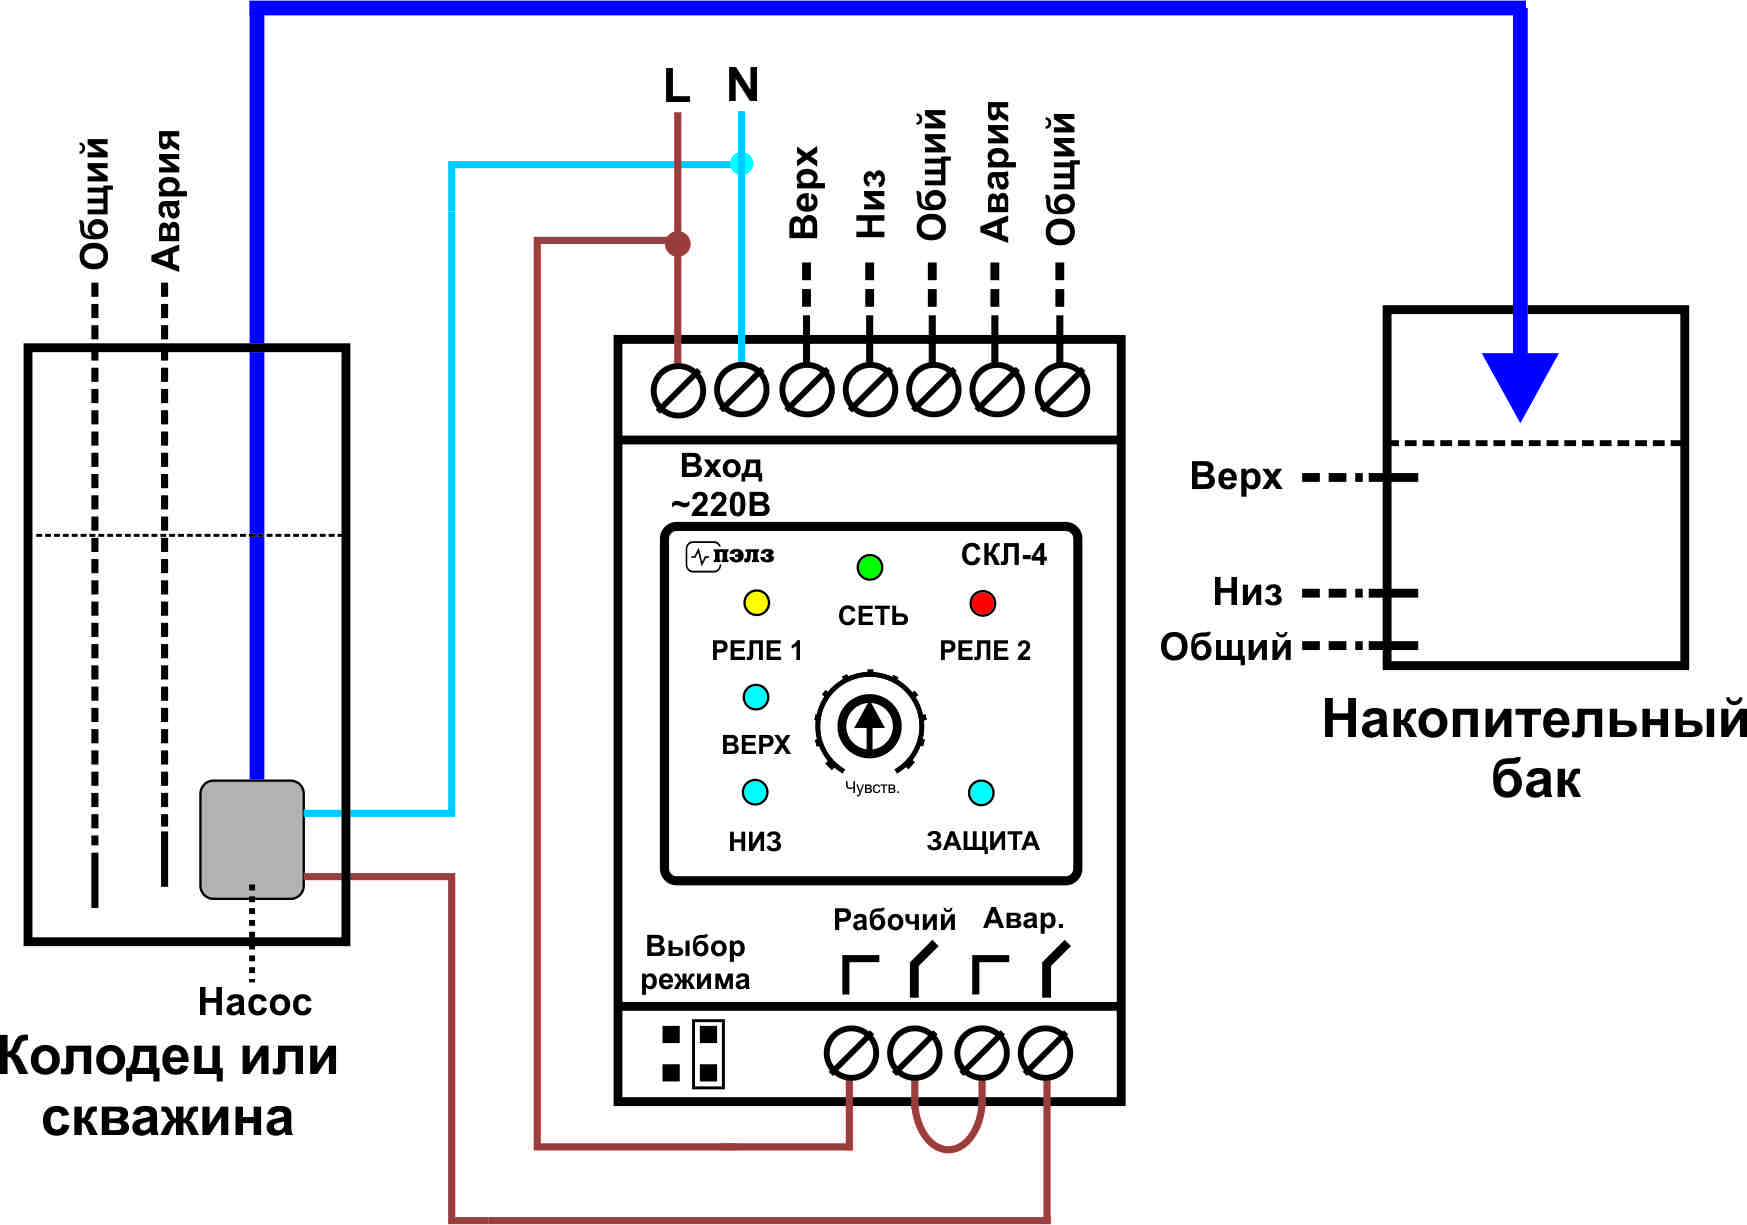 L
N
Общий
Авария
Верх
Низ
Общий
Авария
Общий
Вход
~220В
пэлз
СКЛ-4
СЕТЬ
РЕЛЕ 1
РЕЛЕ 2
ВЕРХ
Чувств.
НИЗ
ЗАЩИТА
Рабочий
Авар.
Выбор
режима
Насос
Колодец или
скважина
Верх
Низ
Общий
Накопительный
бак